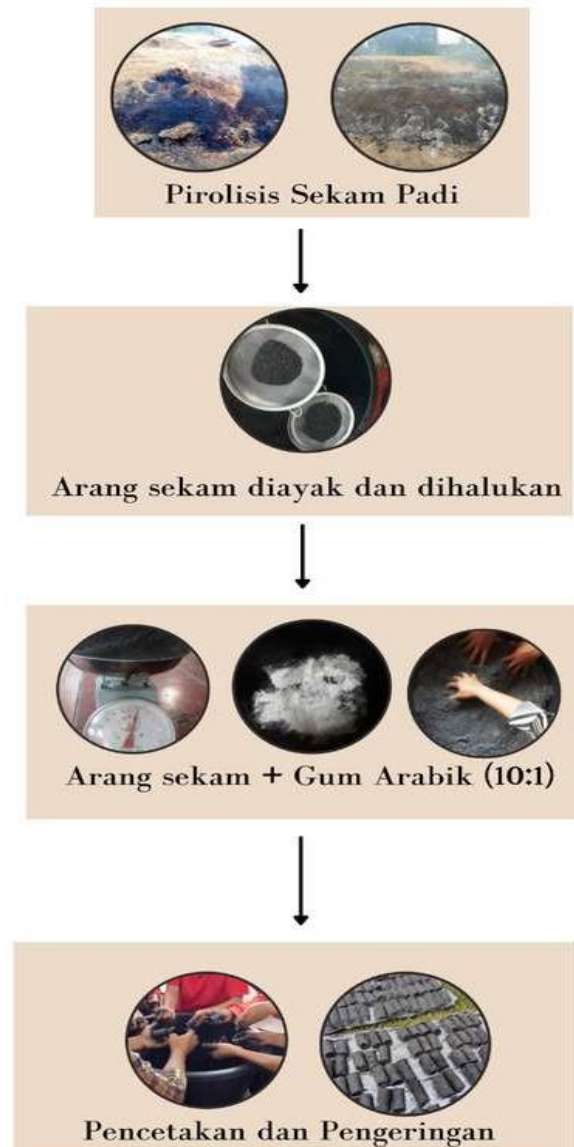 Pirolisis Sekam Padi
Arang sekam diayak dan dihalukan
Arang sekam + Gum Arabik (10:1)
Pencetakan dan Pengeringan